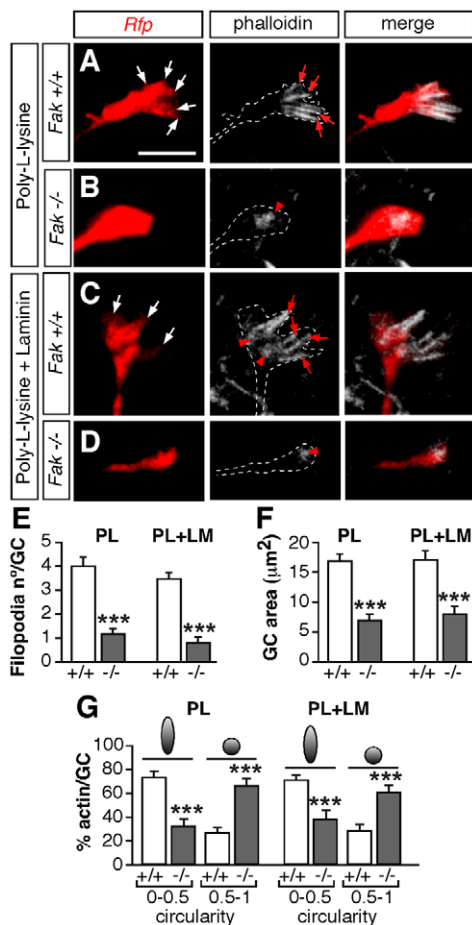 Rfp phalloidin merge
Poly-L-lysine
Fak +/+
A
Fak -/-
B
Poly-L-lysine + Laminin
Fak +/+
C
Fak -/-
D
E
PL PL+LM
Filopodia nº/GC
5
4
3
2
1
0
*** ***
+/+ -/- +/+ -/-
F
PL PL+LM
GC area (μm²)
20
15
10
5
0
*** ***
+/+ -/- +/+ -/-
G
PL PL+LM
% actin/GC
100
80
60
40
20
0
*** *** *** ***
+/+ -/- +/+ -/- +/+ -/- +/+ -/-
0-0.5 0.5-1 0-0.5 0.5-1
circularity circularity